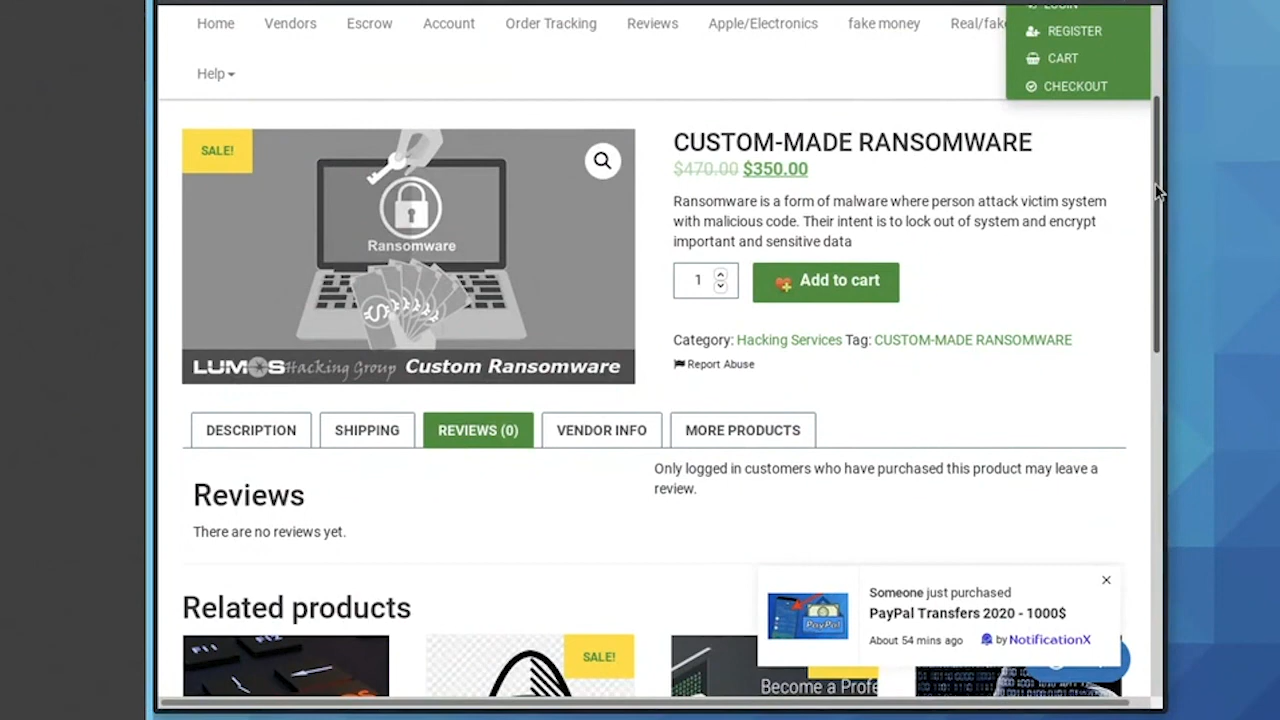 LOGIN
Home Vendors Escrow Account Order Tracking Reviews Apple/Electronics fake money Real/fake
REGISTER
CART
Help
CHECKOUT
SALE!
Ransomware
LUMOS Hacking Group Custom Ransomware
CUSTOM-MADE RANSOMWARE
$470.00 $350.00
Ransomware is a form of malware where person attack victim system
with malicious code. Their intent is to lock out of system and encrypt
important and sensitive data
1 Add to cart
Category: Hacking Services Tag: CUSTOM-MADE RANSOMWARE
Report Abuse
DESCRIPTION SHIPPING REVIEWS (0) VENDOR INFO MORE PRODUCTS
Only logged in customers who have purchased this product may leave a
review.
Reviews
There are no reviews yet.
Related products
Someone just purchased
PayPal Transfers 2020 - 1000$
About 54 mins ago by NotificationX
PayPal
SALE!
Become a Profe